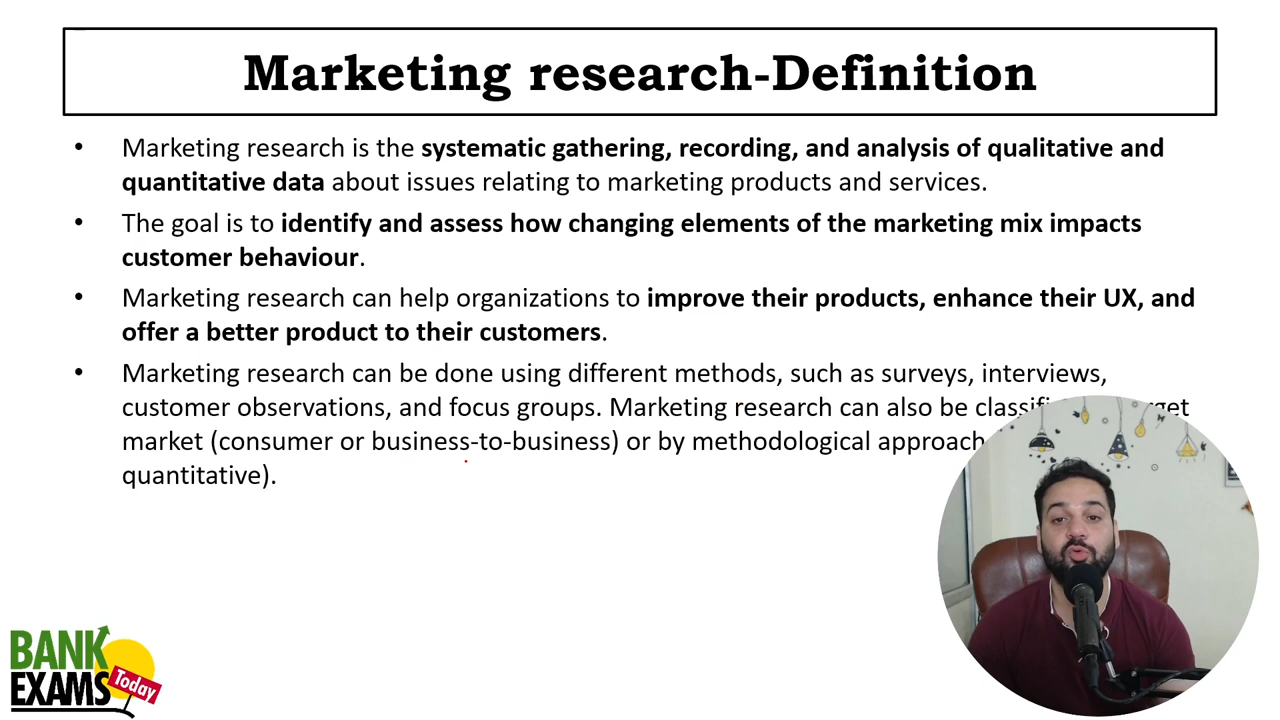 Marketing research-Definition
• Marketing research is the systematic gathering, recording, and analysis of qualitative and
quantitative data about issues relating to marketing products and services.
• The goal is to identify and assess how changing elements of the marketing mix impacts
customer behaviour.
• Marketing research can help organizations to improve their products, enhance their UX, and
offer a better product to their customers.
• Marketing research can be done using different methods, such as surveys, interviews,
customer observations, and focus groups. Marketing research can also be
market (consumer or business-to-business) or by methodological approach
quantitative).
BANK
EXAMS
Today